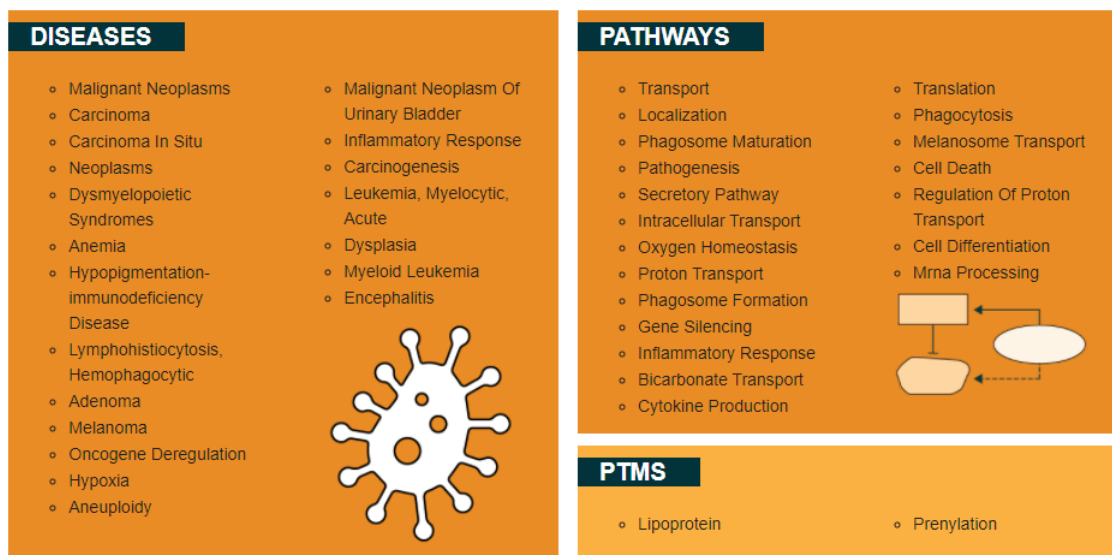 DISEASES
Malignant Neoplasms
Carcinoma
Carcinoma In Situ
Neoplasms
Dysmyelopoietic
Syndromes
Anemia
Hypopigmentation-
immunodeficiency
Disease
Lymphohistiocytosis,
Hemophagocytic
Adenoma
Melanoma
Oncogene Deregulation
Hypoxia
Aneuploidy
Malignant Neoplasm Of
Urinary Bladder
Inflammatory Response
Carcinogenesis
Leukemia, Myelocytic,
Acute
Dysplasia
Myeloid Leukemia
Encephalitis
PATHWAYS
Transport
Localization
Phagosome Maturation
Pathogenesis
Secretory Pathway
Intracellular Transport
Oxygen Homeostasis
Proton Transport
Phagosome Formation
Gene Silencing
Inflammatory Response
Bicarbonate Transport
Cytokine Production
Translation
Phagocytosis
Melanosome Transport
Cell Death
Regulation Of Proton
Transport
Cell Differentiation
Mrna Processing
PTMS
Lipoprotein
Prenylation